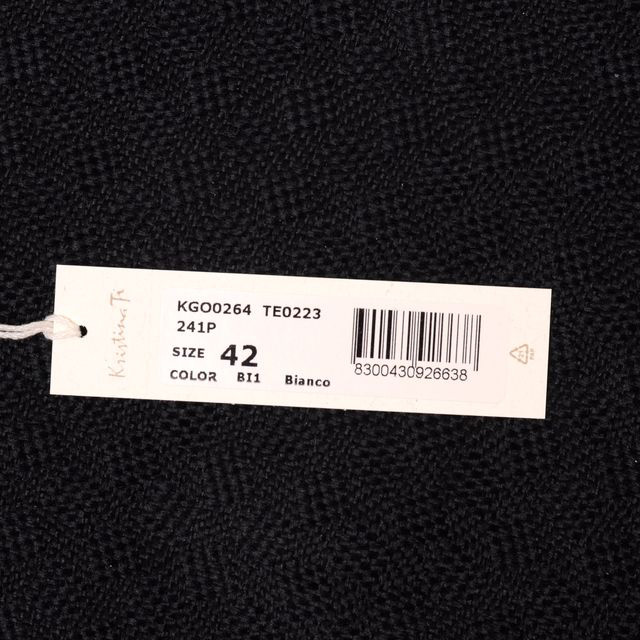 Kristina Ti
KGO0264 TE0223
241P
SIZE 42
COLOR BI1 Bianco
8300430926638